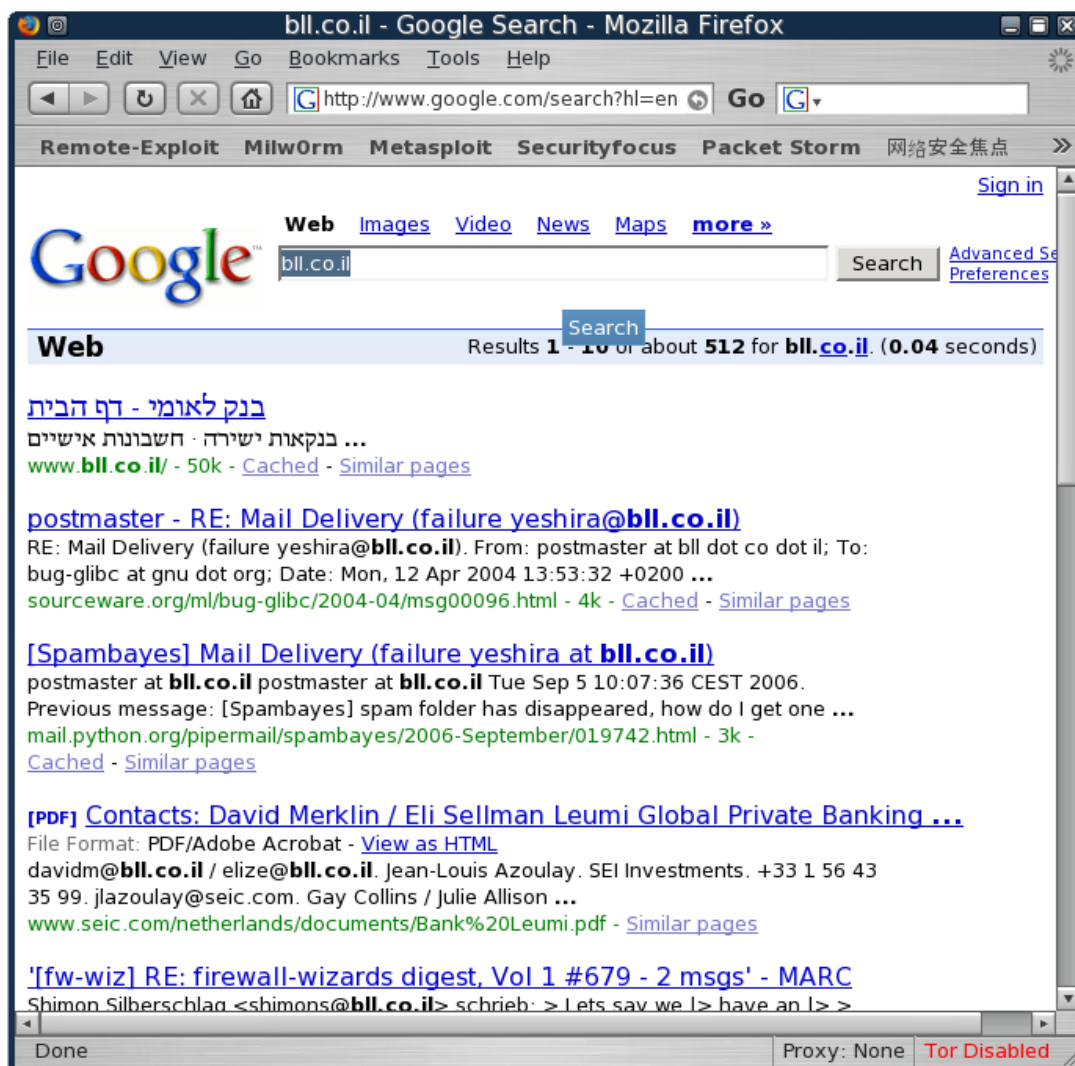 bll.co.il - Google Search - Mozilla Firefox
File Edit View Go Bookmarks Tools Help
http://www.google.com/search?hl=en Go
Remote-Exploit Milw0rm Metasploit Securityfocus Packet Storm 网络安全焦点 »
Sign in
Google™
Web Images Video News Maps more »
bll.co.il Search Advanced Se
Preferences
Search
Web Results 1 - 10 of about 512 for bll.co.il. (0.04 seconds)
בנק לאומי - דף הבית
בנקאות ישירה · חשבונות אישיים ...
www.bll.co.il/ - 50k - Cached - Similar pages
postmaster - RE: Mail Delivery (failure yeshira@bll.co.il)
RE: Mail Delivery (failure yeshira@bll.co.il). From: postmaster at bll dot co dot il; To:
bug-glibc at gnu dot org; Date: Mon, 12 Apr 2004 13:53:32 +0200 ...
sourceware.org/ml/bug-glibc/2004-04/msg00096.html - 4k - Cached - Similar pages
[Spambayes] Mail Delivery (failure yeshira at bll.co.il)
postmaster at bll.co.il postmaster at bll.co.il Tue Sep 5 10:07:36 CEST 2006.
Previous message: [Spambayes] spam folder has disappeared, how do I get one ...
mail.python.org/pipermail/spambayes/2006-September/019742.html - 3k -
Cached - Similar pages
[PDF] Contacts: David Merklin / Eli Sellman Leumi Global Private Banking ...
File Format: PDF/Adobe Acrobat - View as HTML
davidm@bll.co.il / elize@bll.co.il. Jean-Louis Azoulay. SEI Investments. +33 1 56 43
35 99. jlazoulay@seic.com. Gay Collins / Julie Allison ...
www.seic.com/netherlands/documents/Bank%20Leumi.pdf - Similar pages
'[fw-wiz] RE: firewall-wizards digest, Vol 1 #679 - 2 msgs' - MARC
Shimon Silberschlag <shimons@bll.co.il> schrieb: > Lets say we |> have an |> >
Done Proxy: None Tor Disabled